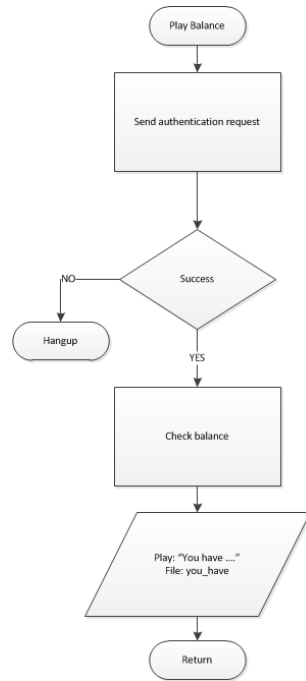 Play Balance
Send authentication request
Success
NO
Hangup
YES
Check balance
Play: “You have ....”
File: you_have
Return